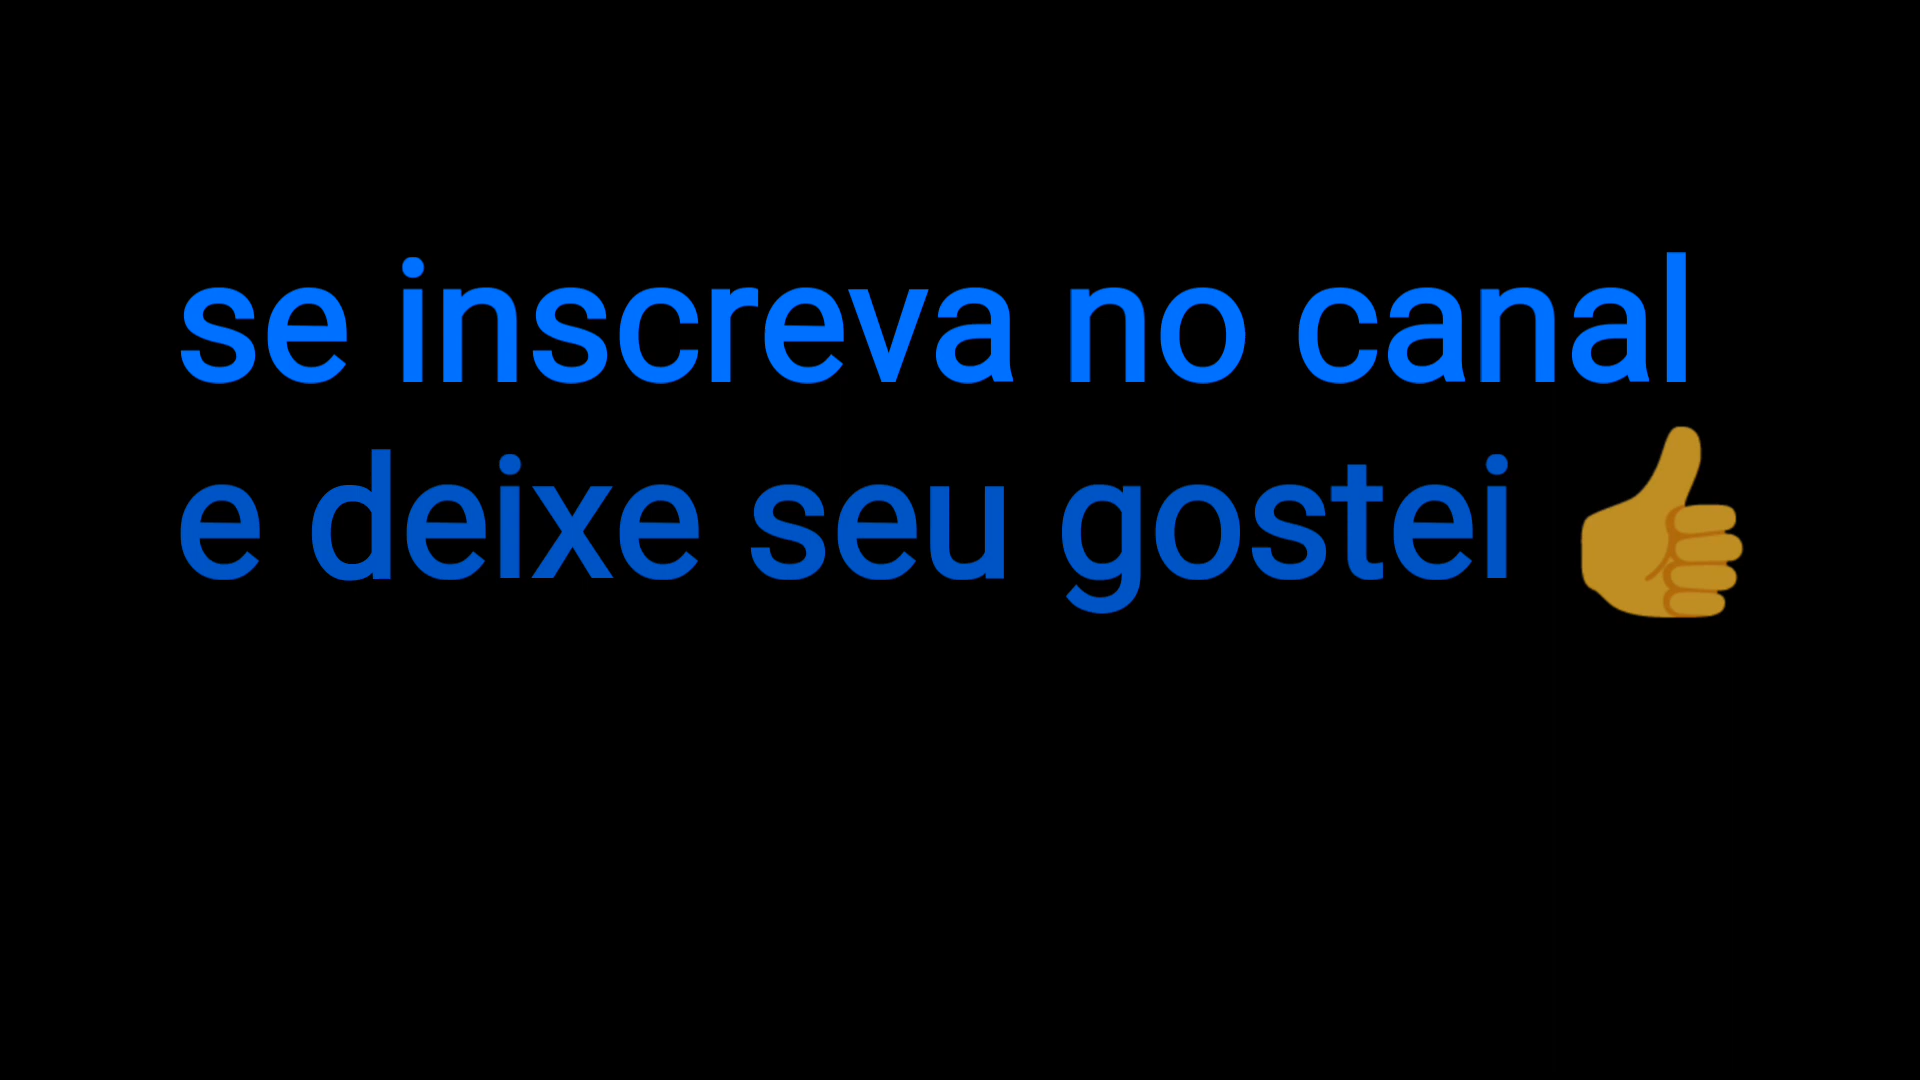 se inscreva no canal
e deixe seu gostei 👍